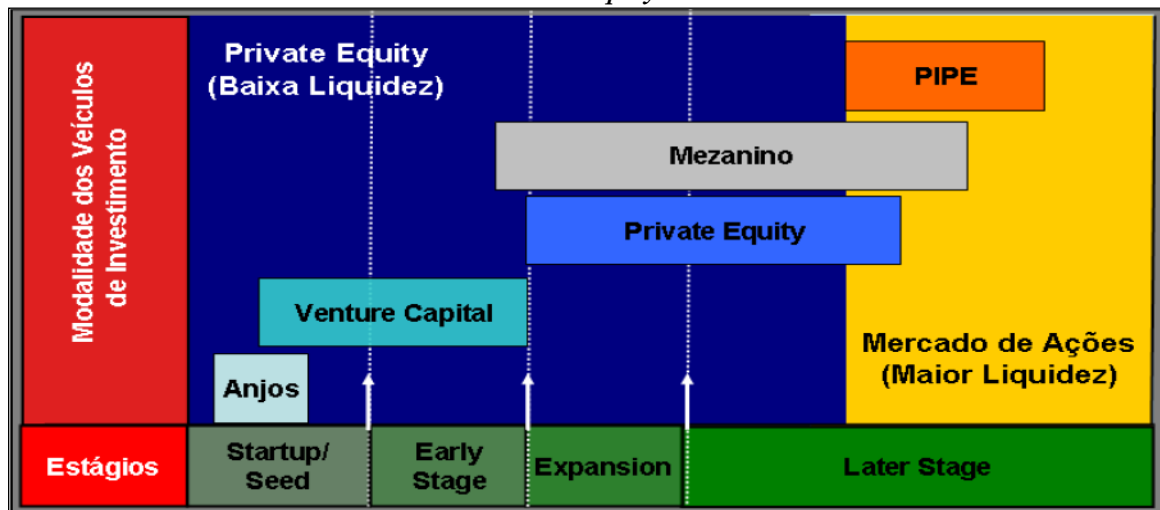 Modalidade dos Veículos
de Investimento
Private Equity
(Baixa Liquidez)
PIPE
Mezanino
Private Equity
Venture Capital
Anjos
Mercado de Ações
(Maior Liquidez)
Estágios
Startup/
Seed
Early
Stage
Expansion
Later Stage